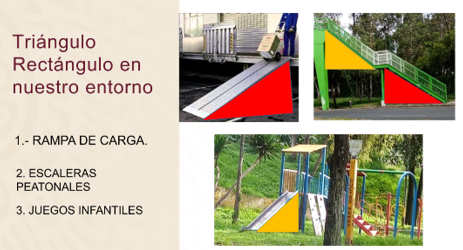 Triángulo
Rectángulo en
nuestro entorno
1.- RAMPA DE CARGA.
2. ESCALERAS
PEATONALES
3. JUEGOS INFANTILES